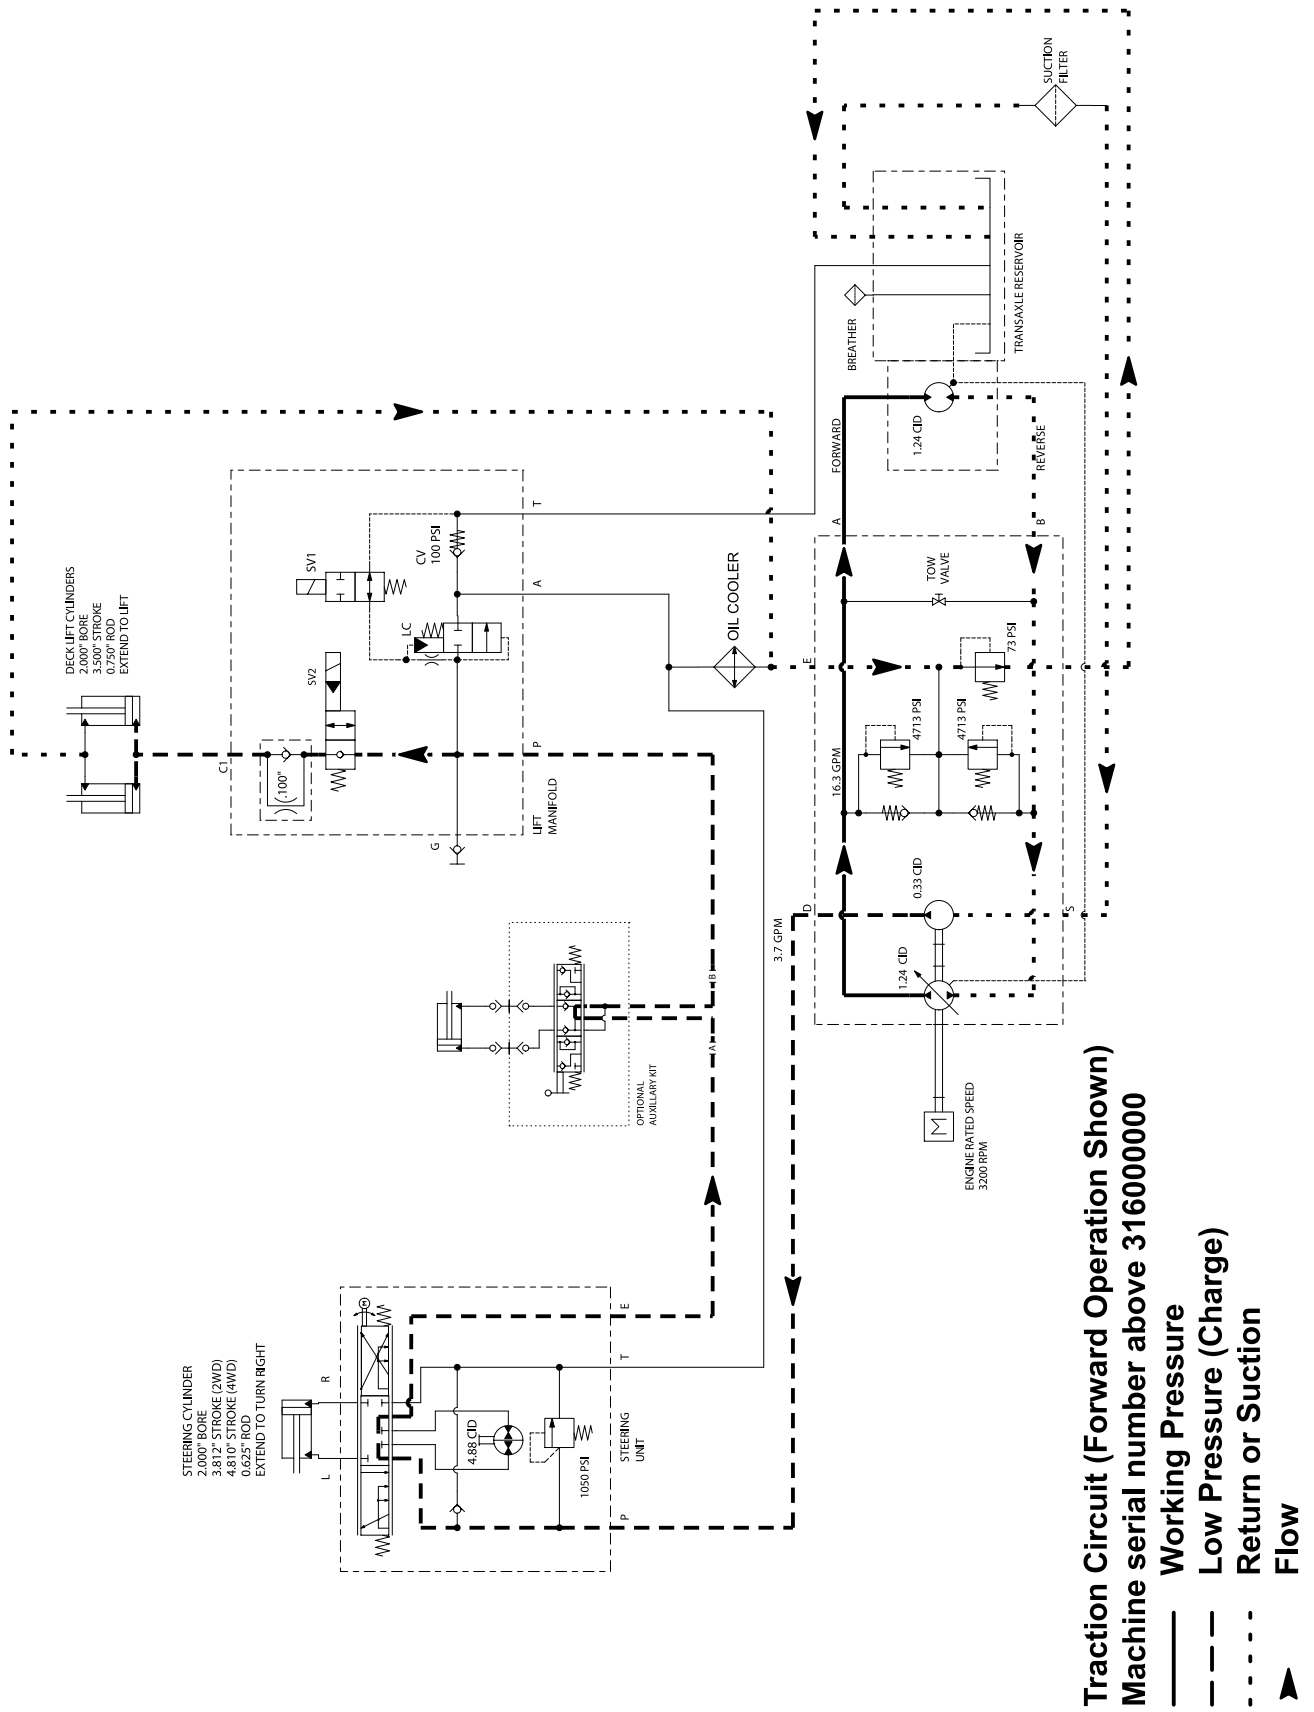 DECK LIFT CYLINDERS
2.000" BORE
3.500" STROKE
0.750" ROD
EXTEND TO LIFT
SUCTION
FILTER
TRANSAXLE RESERVOIR
BREATHER
1.24 CID
FORWARD
REVERSE
A
B
T
A
SV1
CV
100 PSI
LC
SV2
C1
.100"
P
G
LIFT
MANIFOLD
OIL COOLER
E
TOW
VALVE
73 PSI
4713 PSI
4713 PSI
16.3 GPM
0.33 CID
1.24 CID
D
S
3.7 GPM
(B)
(A)
OPTIONAL
AUXILLARY KIT
M
ENGINE RATED SPEED
3200 RPM
STEERING CYLINDER
2.000" BORE
3.812" STROKE (2WD)
4.810" STROKE (4WD)
0.625" ROD
EXTEND TO TURN RIGHT
R
L
M
4.88 CID
1050 PSI
E
T
P
STEERING
UNIT
Traction Circuit (Forward Operation Shown)
Machine serial number above 316000000
Working Pressure
Low Pressure (Charge)
Return or Suction
Flow